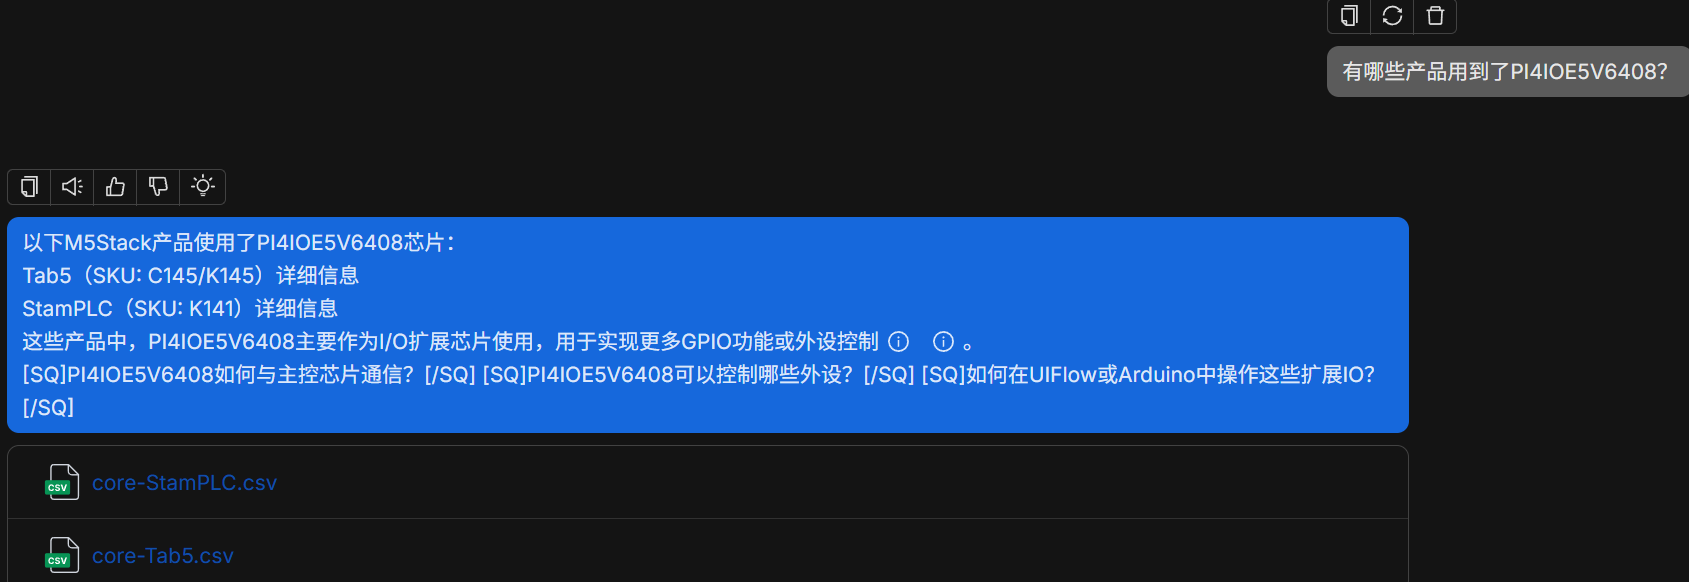 有哪些产品用到了PI4IOE5V6408？
以下M5Stack产品使用了PI4IOE5V6408芯片：
Tab5（SKU: C145/K145）详细信息
StamPLC（SKU: K141）详细信息
这些产品中，PI4IOE5V6408主要作为I/O扩展芯片使用，用于实现更多GPIO功能或外设控制 。
[SQ]PI4IOE5V6408如何与主控芯片通信？[/SQ] [SQ]PI4IOE5V6408可以控制哪些外设？[/SQ] [SQ]如何在UIFlow或Arduino中操作这些扩展IO？
[/SQ]
CSV core-StamPLC.csv
CSV core-Tab5.csv